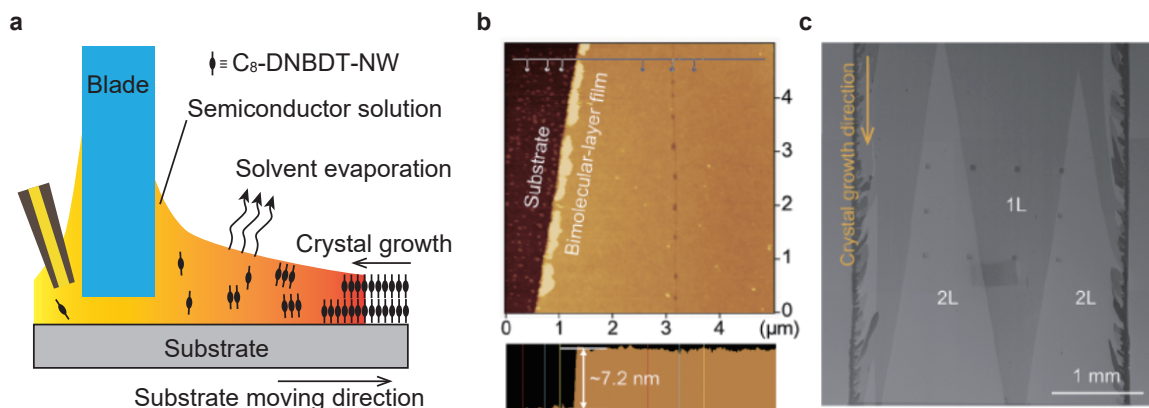 a
≡ C₈-DNBDT-NW
Blade
Semiconductor solution
Solvent evaporation
Crystal growth
Substrate
Substrate moving direction
b
Substrate
Bimolecular-layer film
4
3
2
1
0
0 1 2 3 4 (μm)
~7.2 nm
c
Crystal growth direction
1L
2L
2L
1 mm